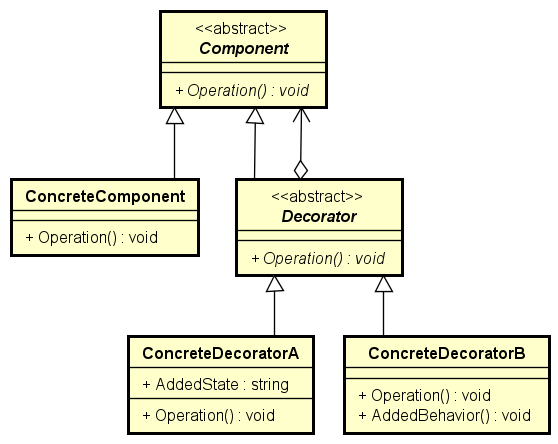 <<abstract>>
Component
+ Operation() : void
ConcreteComponent
+ Operation() : void
<<abstract>>
Decorator
+ Operation() : void
ConcreteDecoratorA
+ AddedState : string
+ Operation() : void
ConcreteDecoratorB
+ Operation() : void
+ AddedBehavior() : void